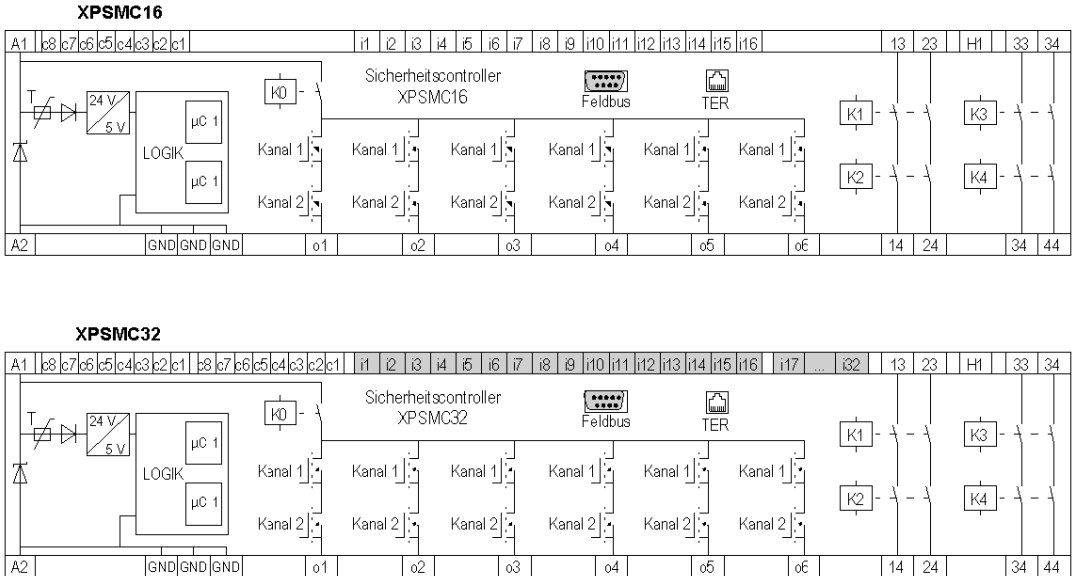 XPSMC16
A1 c8 c7 c6 c5 c4 c3 c2 c1 i1 i2 i3 i4 i5 i6 i7 i8 i9 i10 i11 i12 i13 i14 i15 i16 13 23 H1 33 34
K0 Sicherheitscontroller
XPSMC16 Feldbus TER
T 24 V
5 V
LOGIK µC 1
µC 1
K1 K3
Kanal 1 Kanal 1 Kanal 1 Kanal 1 Kanal 1 Kanal 1
K2 K4
Kanal 2 Kanal 2 Kanal 2 Kanal 2 Kanal 2 Kanal 2
A2 GND GND GND o1 o2 o3 o4 o5 o6 14 24 34 44
XPSMC32
A1 c8 c7 c6 c5 c4 c3 c2 c1 c8 c7 c6 c5 c4 c3 c2 c1 i1 i2 i3 i4 i5 i6 i7 i8 i9 i10 i11 i12 i13 i14 i15 i16 i17 ... i32 13 23 H1 33 34
K0 Sicherheitscontroller
XPSMC32 Feldbus TER
T 24 V
5 V
LOGIK µC 1
µC 1
K1 K3
Kanal 1 Kanal 1 Kanal 1 Kanal 1 Kanal 1 Kanal 1
K2 K4
Kanal 2 Kanal 2 Kanal 2 Kanal 2 Kanal 2 Kanal 2
A2 GND GND GND o1 o2 o3 o4 o5 o6 14 24 34 44